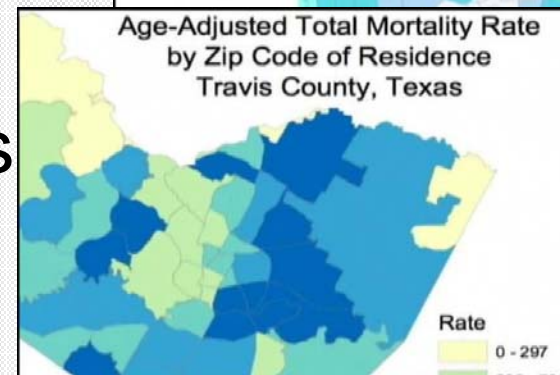 Age-Adjusted Total Mortality Rate
by Zip Code of Residence
Travis County, Texas
s
Rate
0 - 297